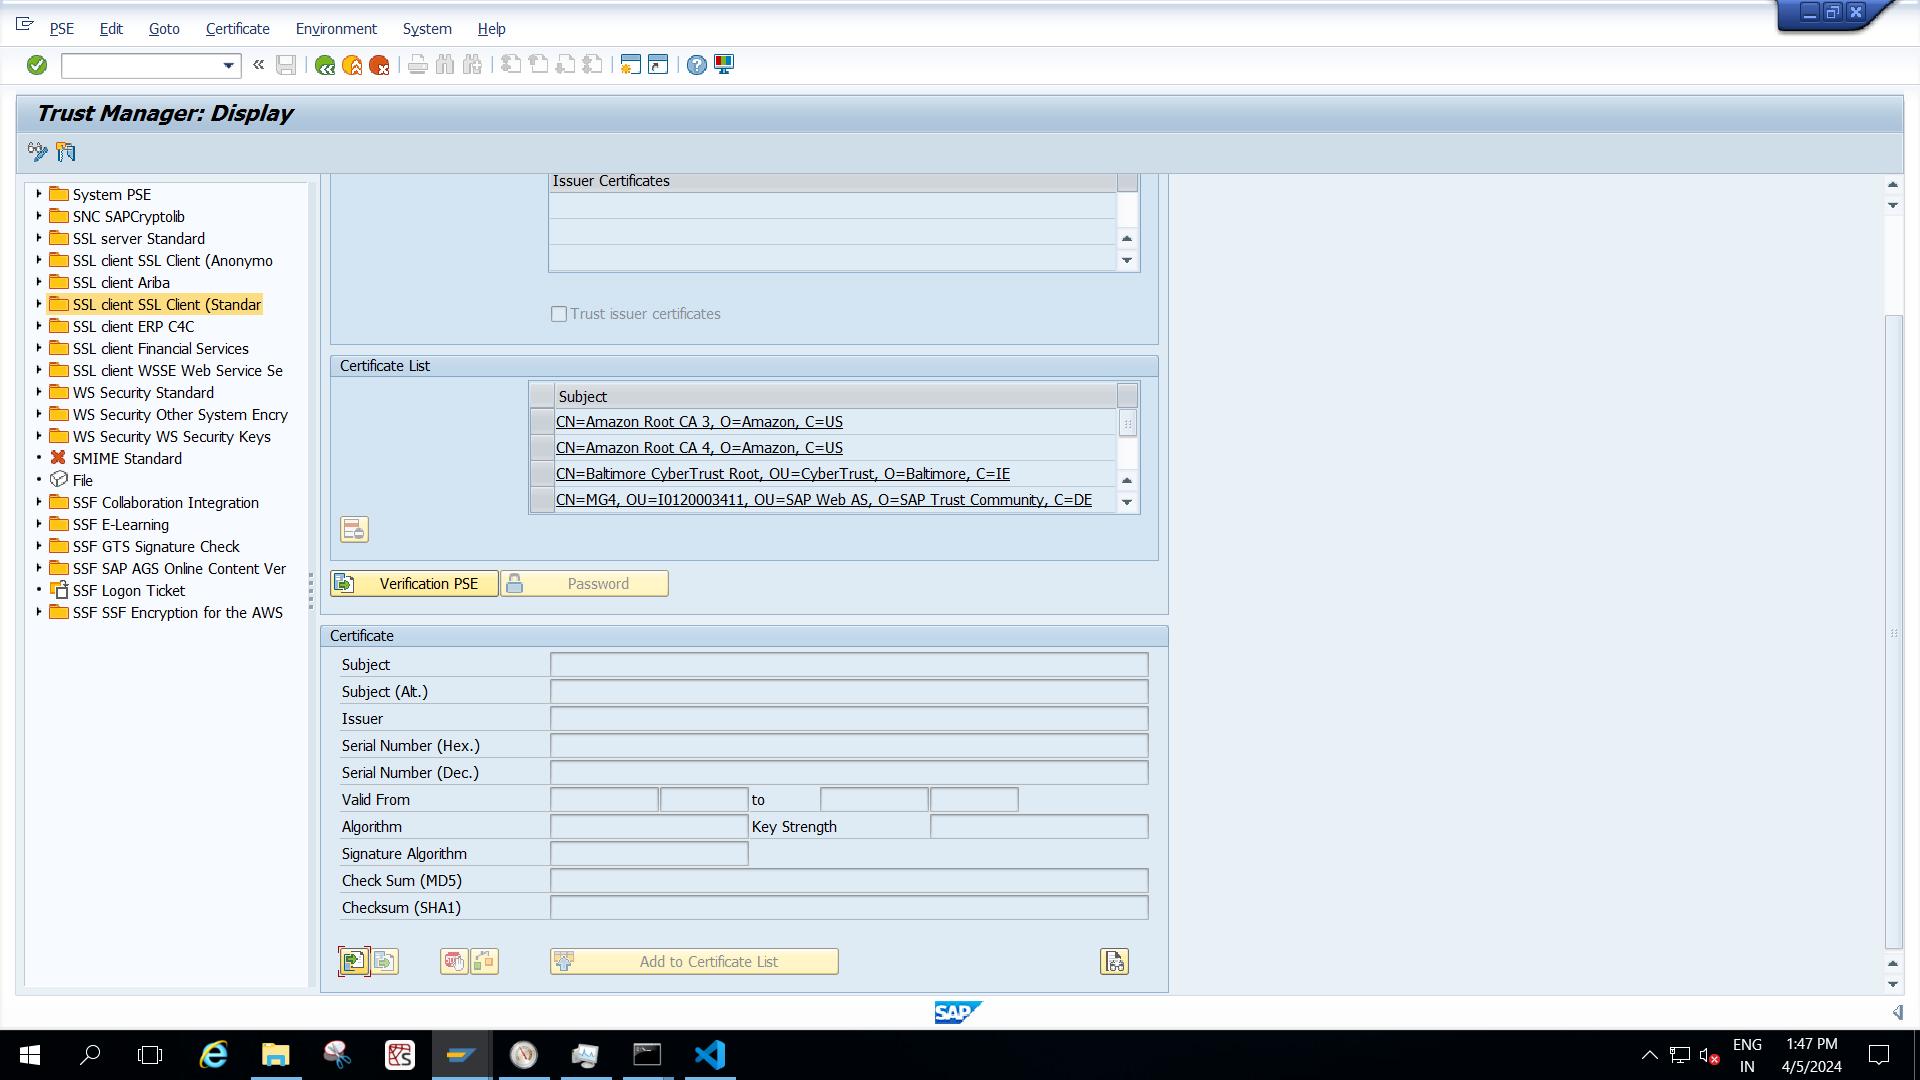 PSE Edit Goto Certificate Environment System Help
Trust Manager: Display
System PSE
SNC SAPCryptolib
SSL server Standard
SSL client SSL Client (Anonymo
SSL client Ariba
SSL client SSL Client (Standar
SSL client ERP C4C
SSL client Financial Services
SSL client WSSE Web Service Se
WS Security Standard
WS Security Other System Encry
WS Security WS Security Keys
SMIME Standard
File
SSF Collaboration Integration
SSF E-Learning
SSF GTS Signature Check
SSF SAP AGS Online Content Ver
SSF Logon Ticket
SSF SSF Encryption for the AWS
Issuer Certificates
Trust issuer certificates
Certificate List
Subject
CN=Amazon Root CA 3, O=Amazon, C=US
CN=Amazon Root CA 4, O=Amazon, C=US
CN=Baltimore CyberTrust Root, OU=CyberTrust, O=Baltimore, C=IE
CN=MG4, OU=I0120003411, OU=SAP Web AS, O=SAP Trust Community, C=DE
Verification PSE Password
Certificate
Subject
Subject (Alt.)
Issuer
Serial Number (Hex.)
Serial Number (Dec.)
Valid From to
Algorithm Key Strength
Signature Algorithm
Check Sum (MD5)
Checksum (SHA1)
Add to Certificate List
SAP
ENG 1:47 PM
IN 4/5/2024